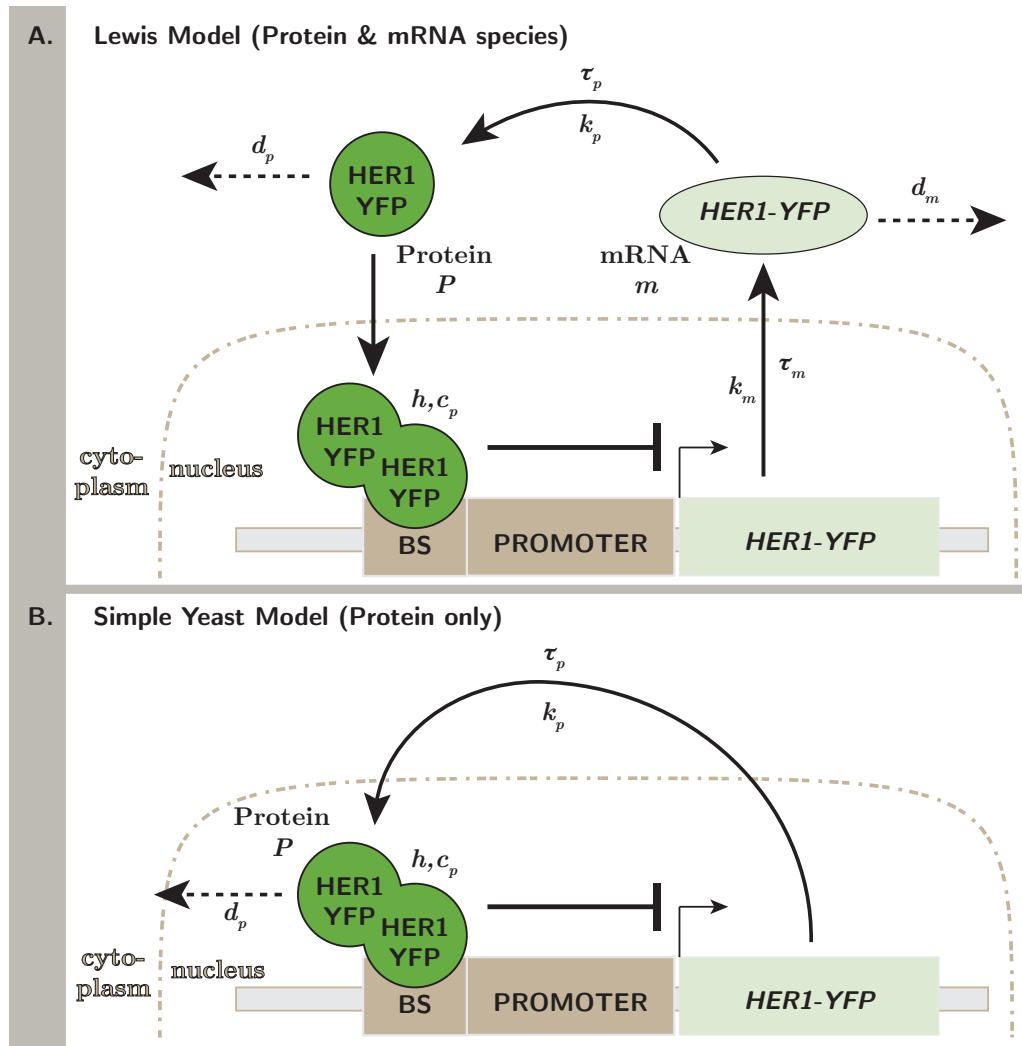 A. Lewis Model (Protein & mRNA species)
τp
kp
dp
HER1
YFP
HER1-YFP
dm
Protein
P
mRNA
m
τm
km
h,cp
HER1
YFP
HER1
YFP
cyto-
plasm
nucleus
BS
PROMOTER
HER1-YFP
B. Simple Yeast Model (Protein only)
τp
kp
Protein
P
h,cp
HER1
YFP
HER1
YFP
dp
cyto-
plasm
nucleus
BS
PROMOTER
HER1-YFP